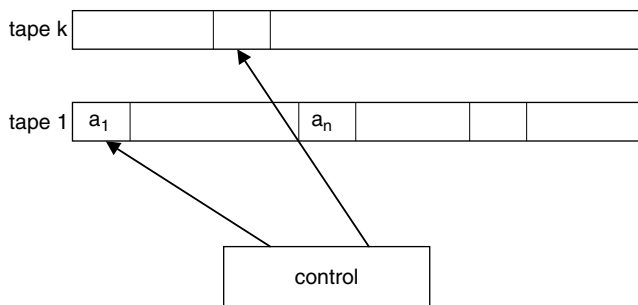 tape k
tape 1 a₁ aₙ
control